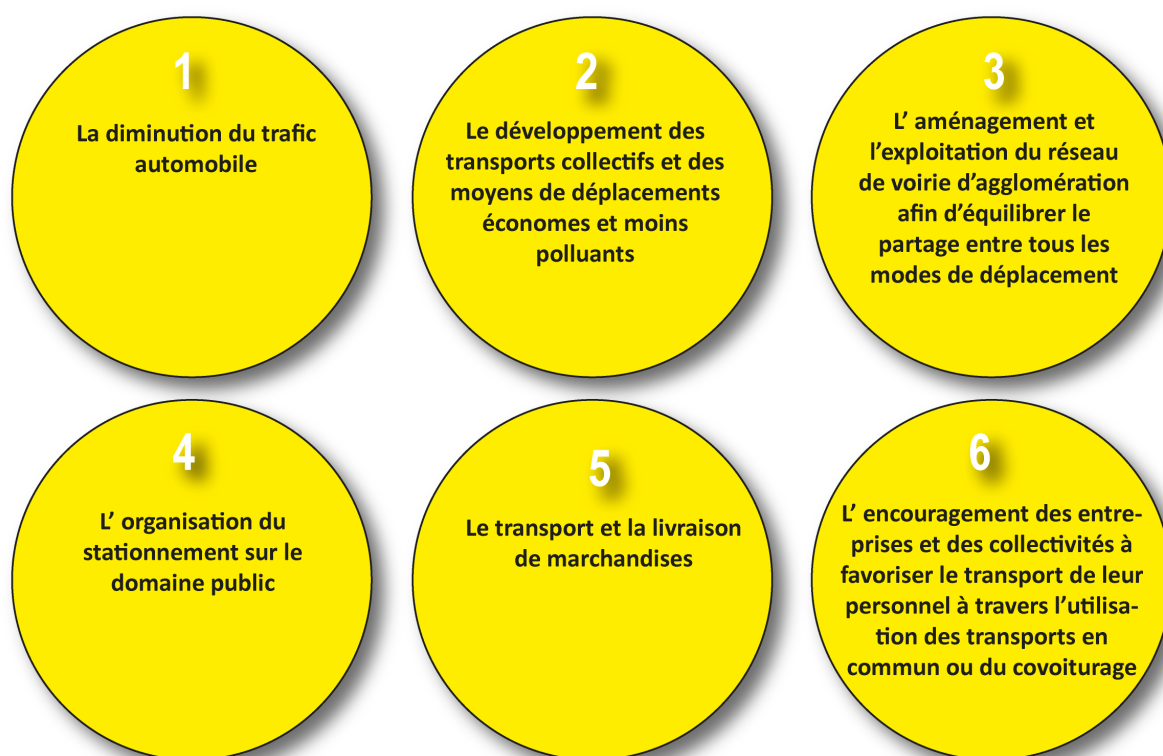 1
La diminution du trafic
automobile
2
Le développement des
transports collectifs et des
moyens de déplacements
économes et moins
polluants
3
L’ aménagement et
l’exploitation du réseau
de voirie d’agglomération
afin d’équilibrer le
partage entre tous les
modes de déplacement
4
L’ organisation du
stationnement sur le
domaine public
5
Le transport et la livraison
de marchandises
6
L’ encouragement des entre-
prises et des collectivités à
favoriser le transport de leur
personnel à travers l’utilisa-
tion des transports en
commun ou du covoiturage